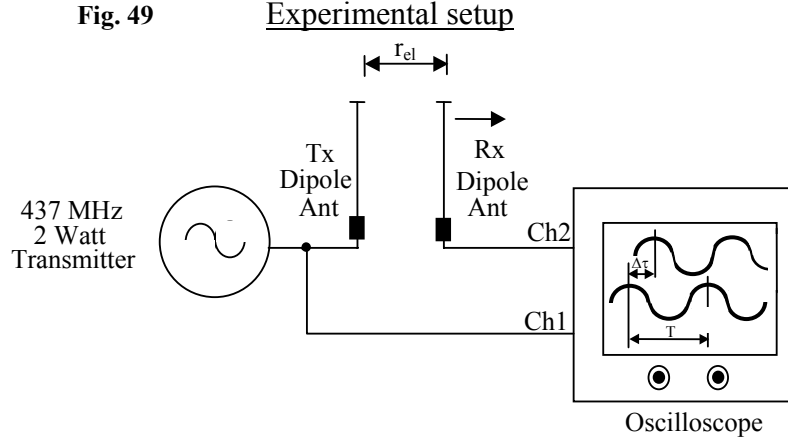 Fig. 49
Experimental setup
r_el
Tx
Dipole
Ant
Rx
Dipole
Ant
437 MHz
2 Watt
Transmitter
Ch2
Ch1
Δτ
T
Oscilloscope